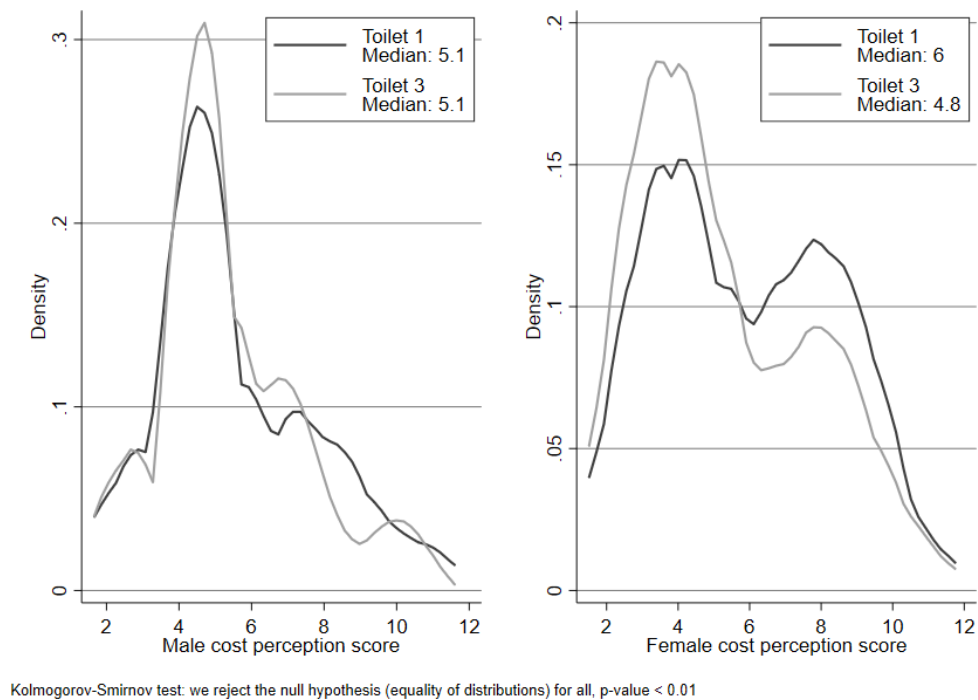 Toilet 1
Median: 5.1
Toilet 3
Median: 5.1
Density
0
.1
.2
.3
2 4 6 8 10 12
Male cost perception score
Toilet 1
Median: 6
Toilet 3
Median: 4.8
Density
0
.05
.1
.15
.2
2 4 6 8 10 12
Female cost perception score
Kolmogorov-Smirnov test: we reject the null hypothesis (equality of distributions) for all, p-value < 0.01